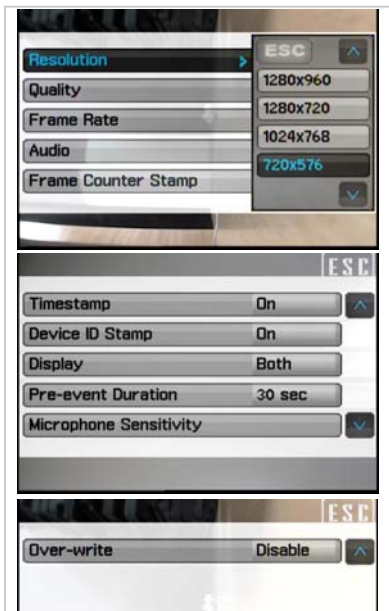 ESC
Resolution >
1280x960
Quality
1280x720
Frame Rate
1024x768
Audio
720x576
Frame Counter Stamp
ESC
Timestamp On
Device ID Stamp On
Display Both
Pre-event Duration 30 sec
Microphone Sensitivity
ESC
Over-write Disable